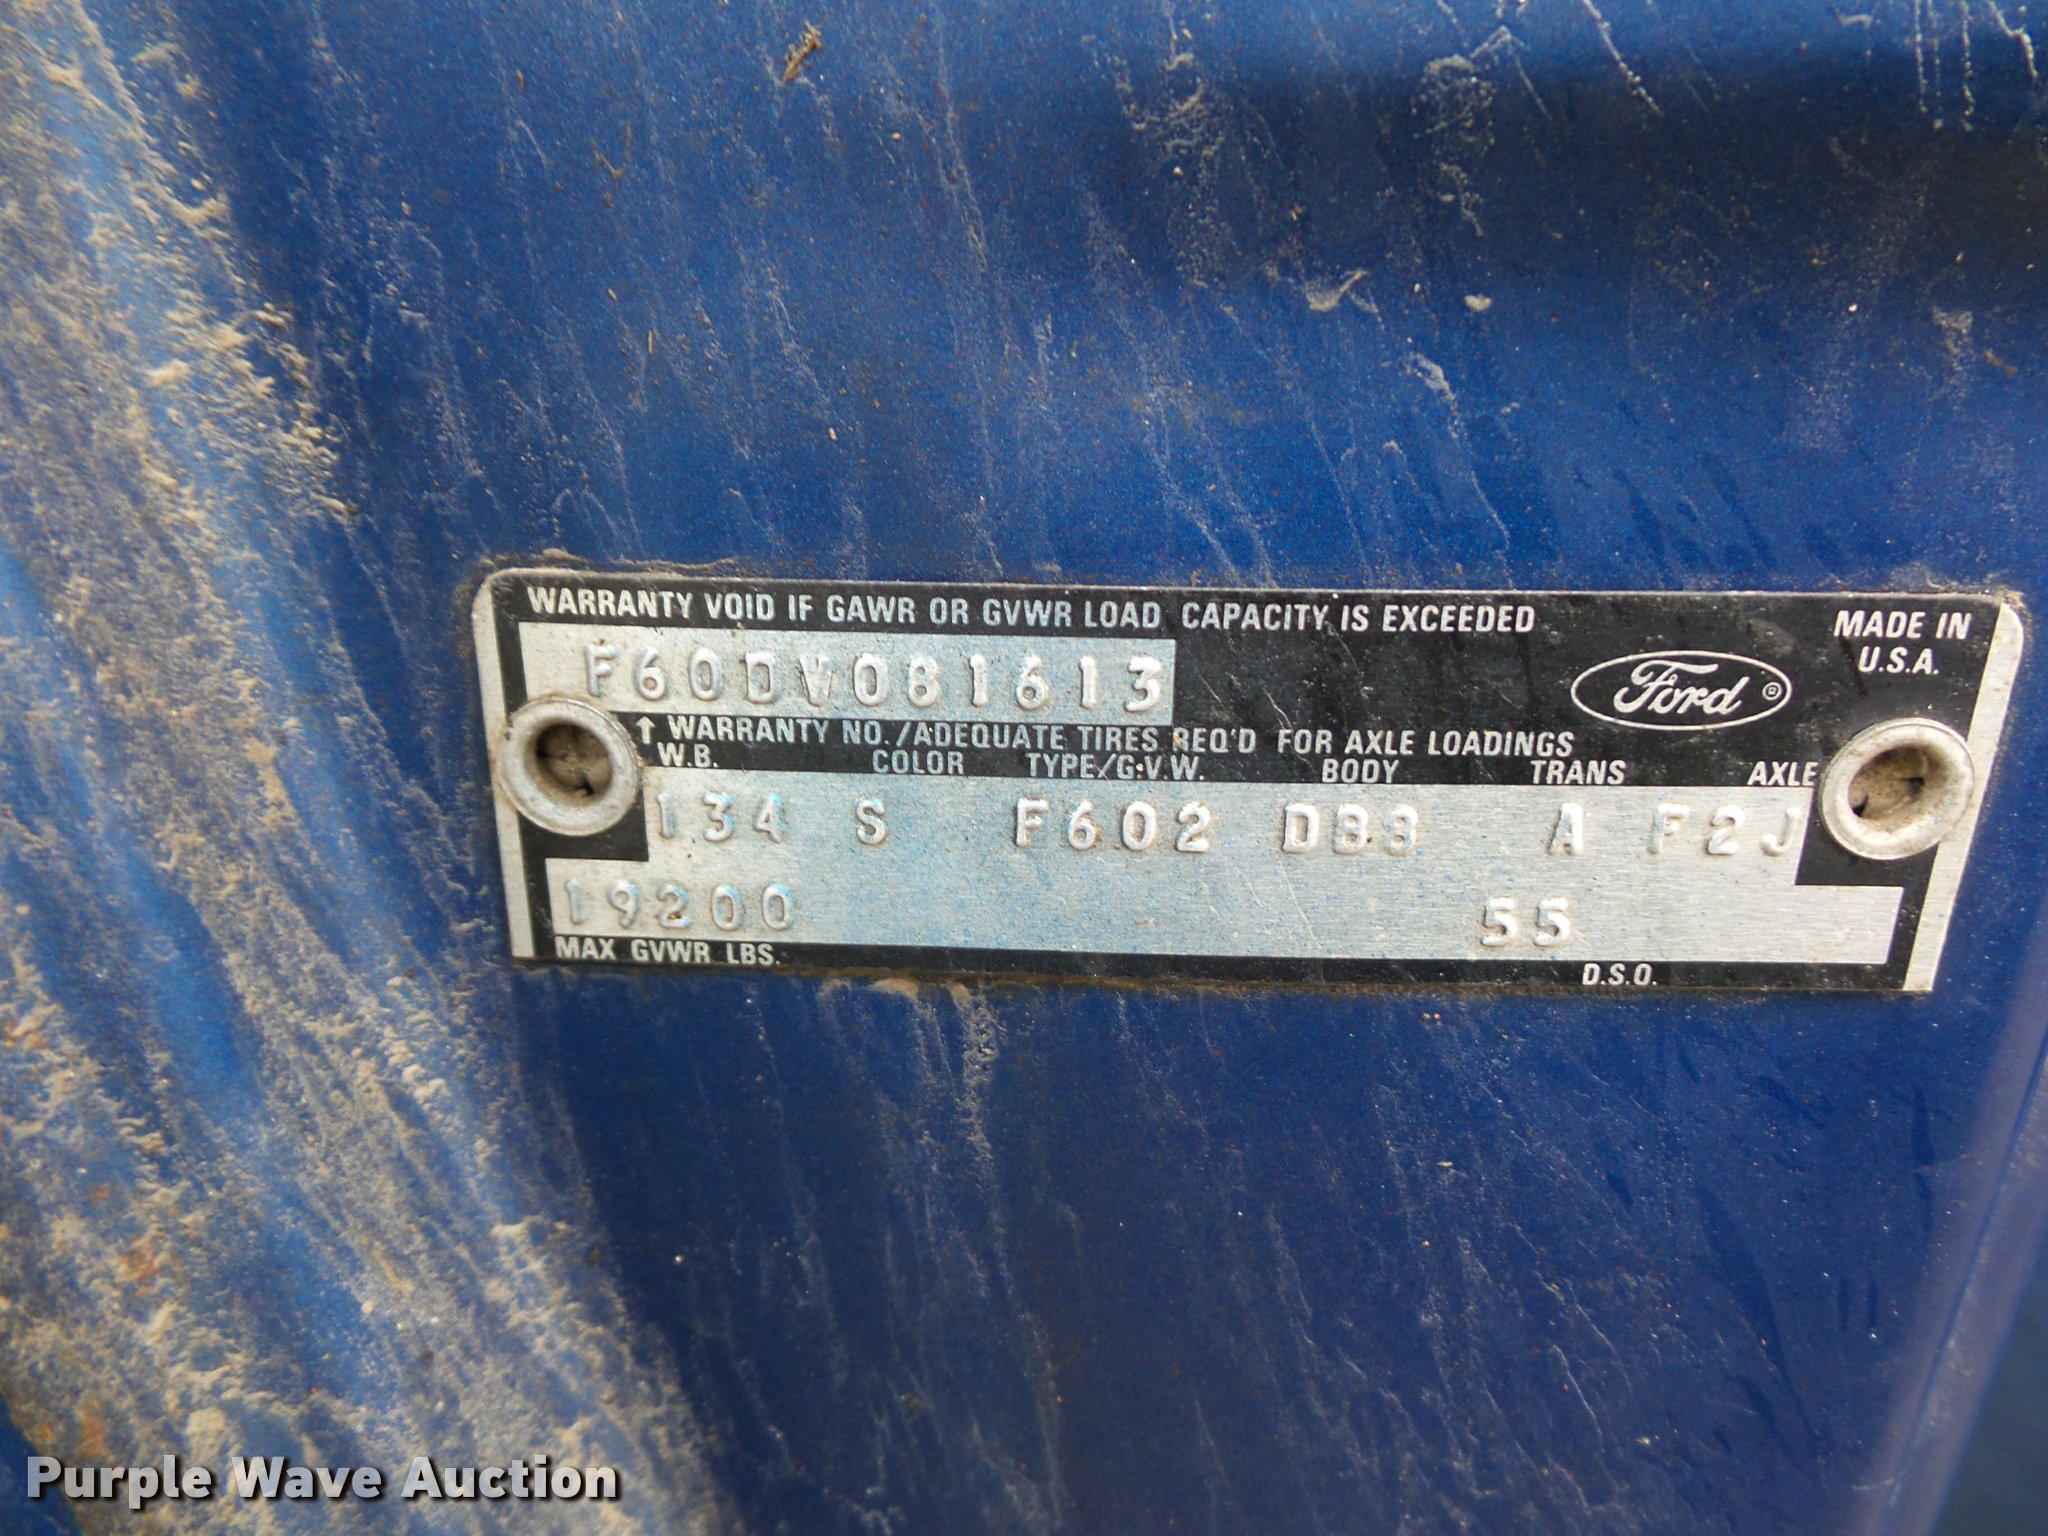 WARRANTY VOID IF GAWR OR GVWR LOAD CAPACITY IS EXCEEDED
MADE IN
U.S.A.
F60DV081613
Ford ®
↑ WARRANTY NO./ADEQUATE TIRES REQ'D FOR AXLE LOADINGS
W.B. COLOR TYPE/G.V.W. BODY TRANS AXLE
134 S F602 DBB A F2J
19200 55
MAX GVWR LBS. D.S.O.
Purple Wave Auction